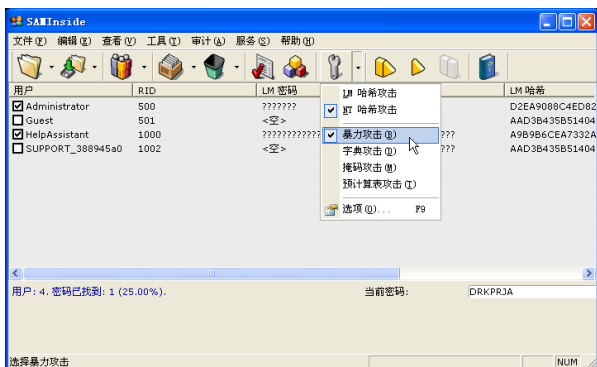 SAMInside
文件(F) 编辑(E) 查看(V) 工具(T) 审计(A) 服务(S) 帮助(H)
用户 RID LM 密码 LM 哈希
Administrator 500 ??????? D2EA9088C4ED82
Guest 501 <空> AAD3B435B51404
HelpAssistant 1000 ???????????? ??? A9B9B6CEA7332A
SUPPORT_388945a0 1002 <空> ??? AAD3B435B51404
LM 哈希攻击
NT 哈希攻击
暴力攻击(B)
字典攻击(D)
掩码攻击(M)
预计算表攻击(T)
选项(O)... F9
用户: 4. 密码已找到: 1 (25.00%). 当前密码: DRKPRJA
选择暴力攻击 NUM